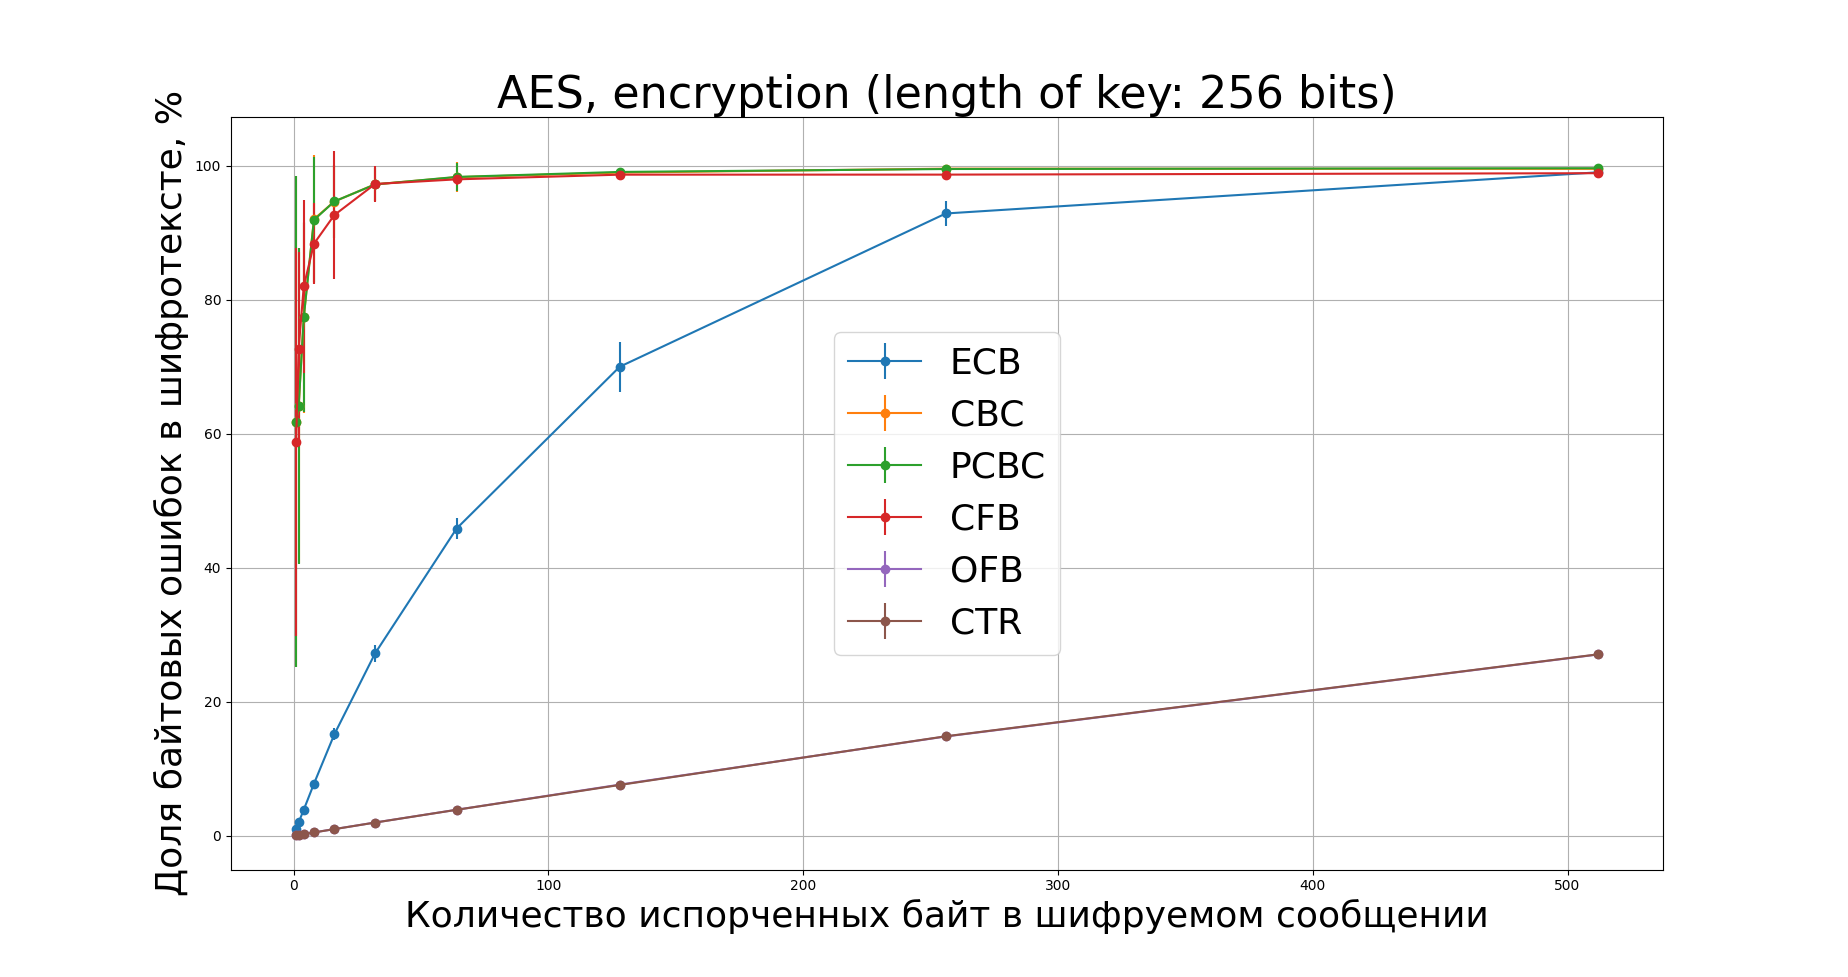 AES, encryption (length of key: 256 bits)
Доля байтовых ошибок в шифротексте, %
100
80
60
40
20
0
ECB
CBC
PCBC
CFB
OFB
CTR
0 100 200 300 400 500
Количество испорченных байт в шифруемом сообщении